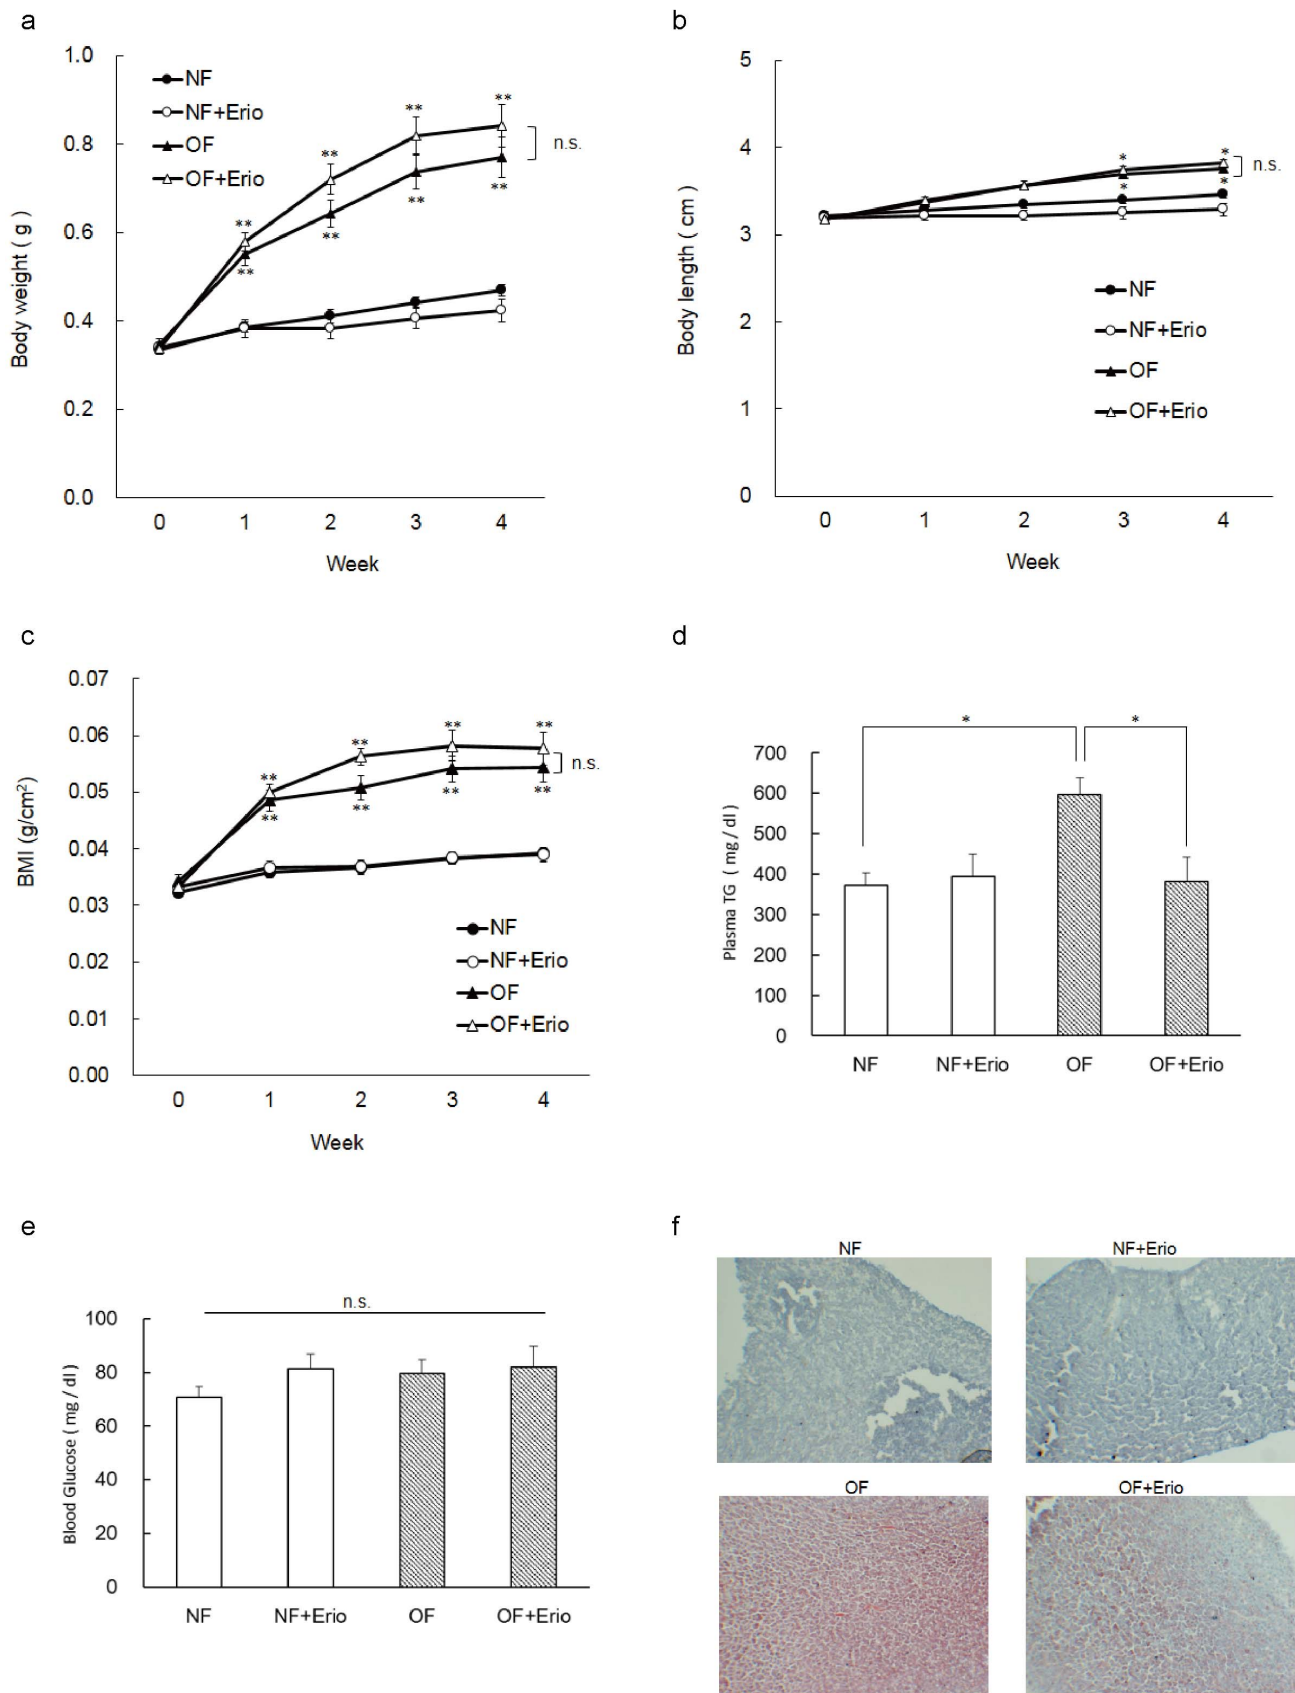 a
1.0
0.8
0.6
0.4
0.2
0.0
Body weight ( g )
NF
NF+Erio
OF
OF+Erio
**
**
**
**
**
**
**
**
n.s.
0 1 2 3 4
Week
b
5
4
3
2
1
0
Body length ( cm )
*
*
*
*
n.s.
NF
NF+Erio
OF
OF+Erio
0 1 2 3 4
Week
c
0.07
0.06
0.05
0.04
0.03
0.02
0.01
0.00
BMI (g/cm²)
**
**
**
**
**
**
**
**
n.s.
NF
NF+Erio
OF
OF+Erio
0 1 2 3 4
Week
d
*
*
700
600
500
400
300
200
100
0
Plasma TG ( mg / dl )
NF NF+Erio OF OF+Erio
e
n.s.
100
80
60
40
20
0
Blood Glucose ( mg / dl )
NF NF+Erio OF OF+Erio
f
NF NF+Erio
OF OF+Erio